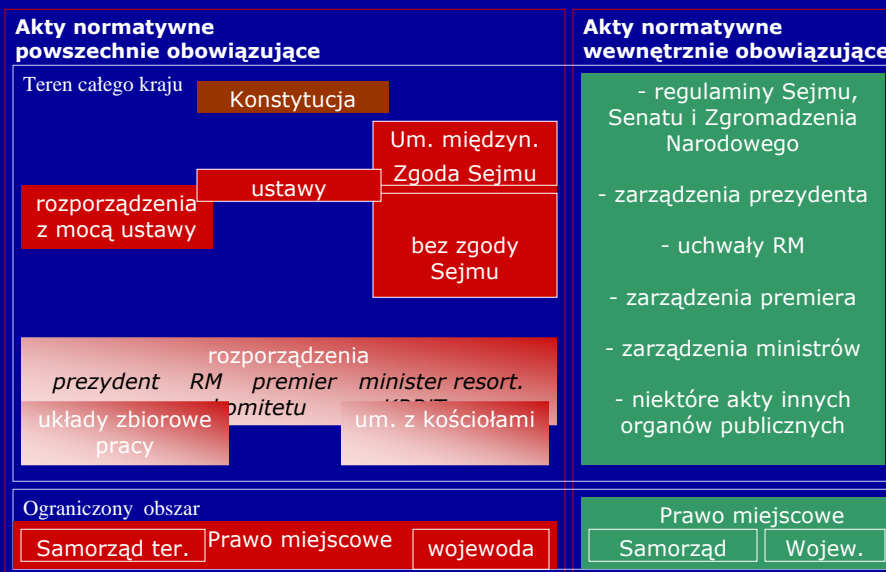 Akty normatywne
powszechnie obowiązujące
Teren całego kraju
Konstytucja
Um. międzyn.
Zgoda Sejmu
ustawy
rozporządzenia
z mocą ustawy
bez zgody
Sejmu
rozporządzenia
prezydent RM premier minister resort.
układy zbiorowe
pracy
um. z kościołami
Ograniczony obszar
Samorząd ter.
Prawo miejscowe
wojewoda
Akty normatywne
wewnętrznie obowiązujące
- regulaminy Sejmu,
Senatu i Zgromadzenia
Narodowego
- zarządzenia prezydenta
- uchwały RM
- zarządzenia premiera
- zarządzenia ministrów
- niektóre akty innych
organów publicznych
Prawo miejscowe
Samorząd
Wojew.